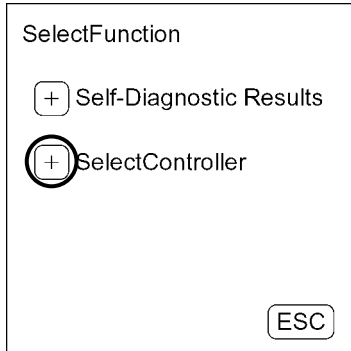 SelectFunction
+ Self-Diagnostic Results
+ SelectController
ESC